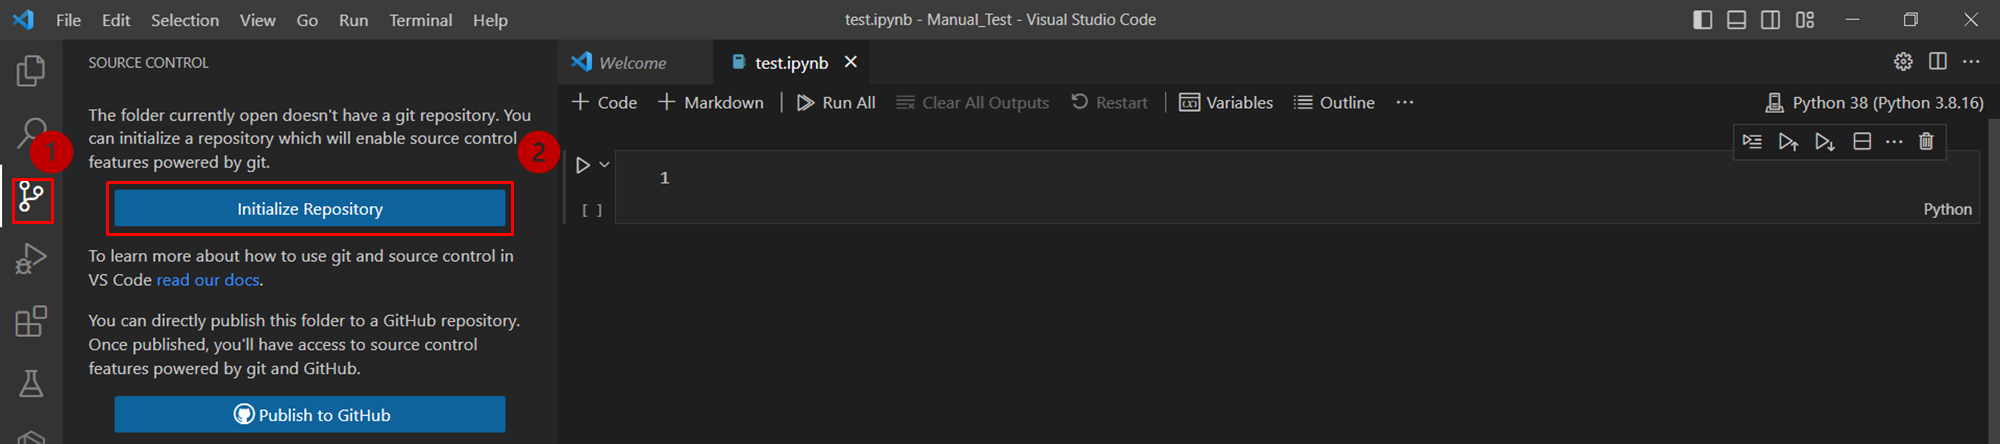 File Edit Selection View Go Run Terminal Help
test.ipynb - Manual_Test - Visual Studio Code
SOURCE CONTROL
Welcome
test.ipynb
Code Markdown Run All Clear All Outputs Restart Variables Outline
Python 38 (Python 3.8.16)
The folder currently open doesn't have a git repository. You
can initialize a repository which will enable source control
features powered by git.
1
2
Initialize Repository
To learn more about how to use git and source control in
VS Code read our docs.
You can directly publish this folder to a GitHub repository.
Once published, you'll have access to source control
features powered by git and GitHub.
Publish to GitHub
1
[ ]
Python